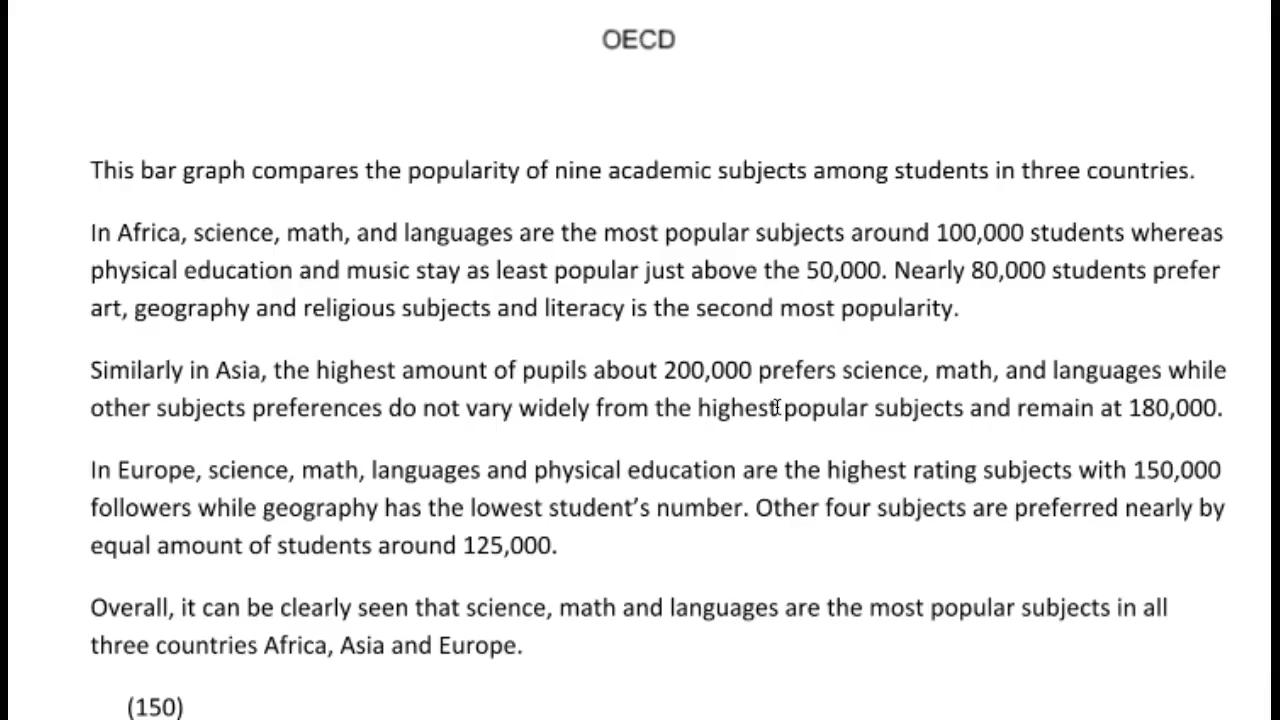 OECD
This bar graph compares the popularity of nine academic subjects among students in three countries.
In Africa, science, math, and languages are the most popular subjects around 100,000 students whereas
physical education and music stay as least popular just above the 50,000. Nearly 80,000 students prefer
art, geography and religious subjects and literacy is the second most popularity.
Similarly in Asia, the highest amount of pupils about 200,000 prefers science, math, and languages while
other subjects preferences do not vary widely from the highest popular subjects and remain at 180,000.
In Europe, science, math, languages and physical education are the highest rating subjects with 150,000
followers while geography has the lowest student’s number. Other four subjects are preferred nearly by
equal amount of students around 125,000.
Overall, it can be clearly seen that science, math and languages are the most popular subjects in all
three countries Africa, Asia and Europe.
(150)